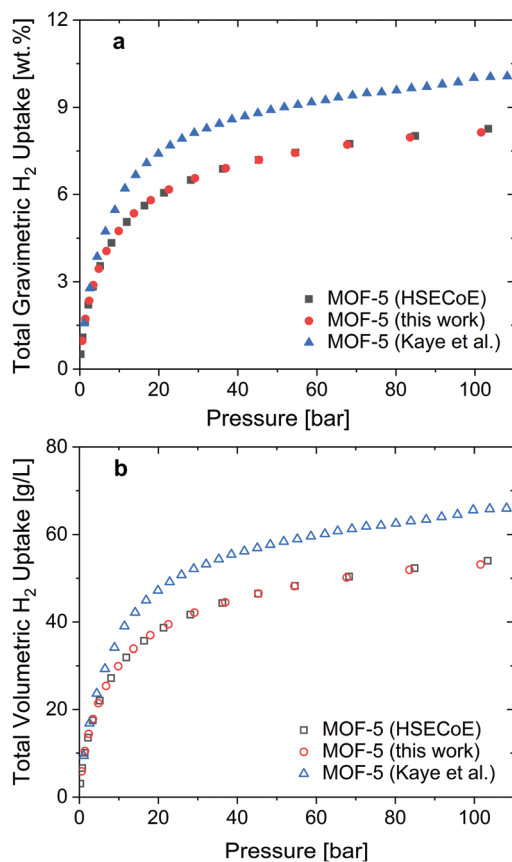 a
Total Gravimetric H₂ Uptake [wt.%]
12
9
6
3
0
MOF-5 (HSECoE)
MOF-5 (this work)
MOF-5 (Kaye et al.)
0 20 40 60 80 100
Pressure [bar]
b
Total Volumetric H₂ Uptake [g/L]
80
60
40
20
0
MOF-5 (HSECoE)
MOF-5 (this work)
MOF-5 (Kaye et al.)
0 20 40 60 80 100
Pressure [bar]